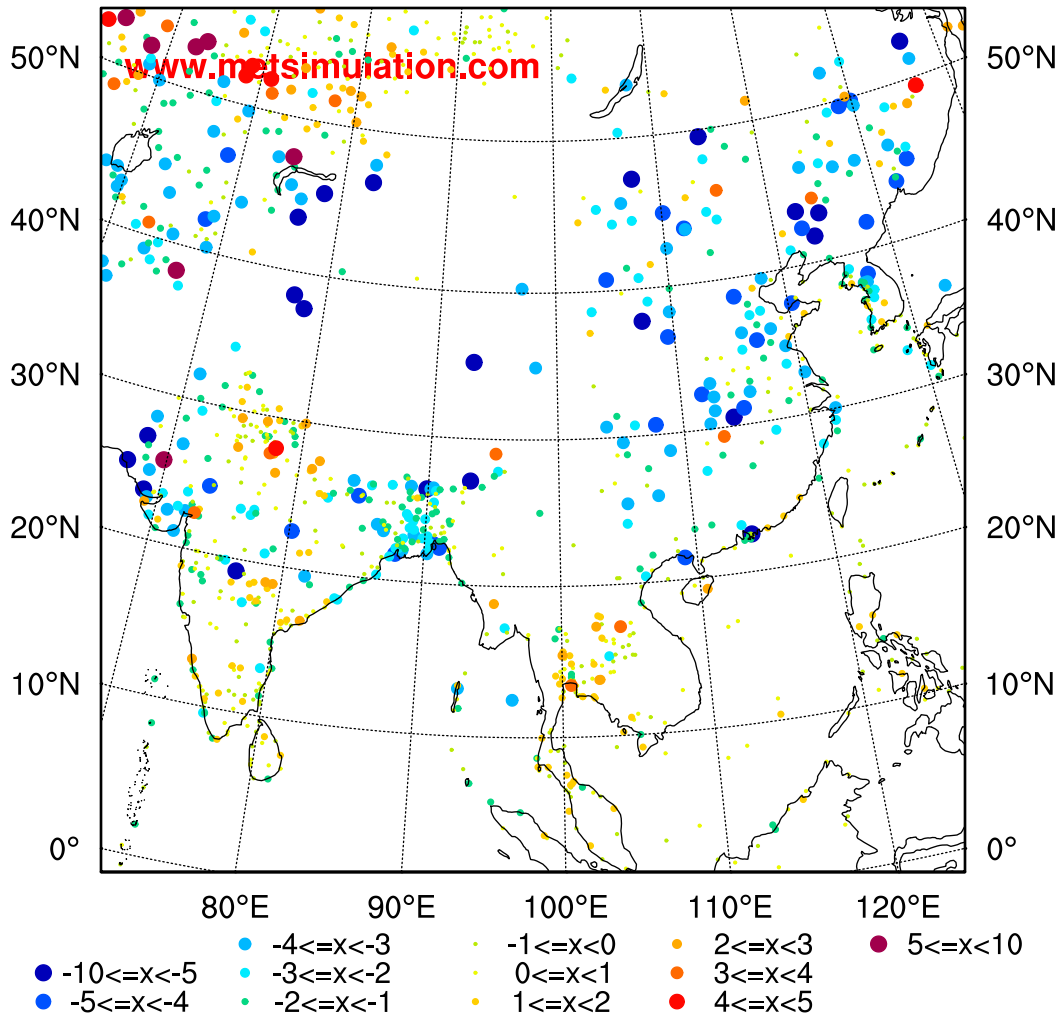 50°N 50°N
www.metsimulation.com
40°N 40°N
30°N 30°N
20°N 20°N
10°N 10°N
0° 0°
80°E 90°E 100°E 110°E 120°E
-4<=x<-3 -1<=x<0 2<=x<3 5<=x<10
-10<=x<-5 -3<=x<-2 0<=x<1 3<=x<4
-5<=x<-4 -2<=x<-1 1<=x<2 4<=x<5